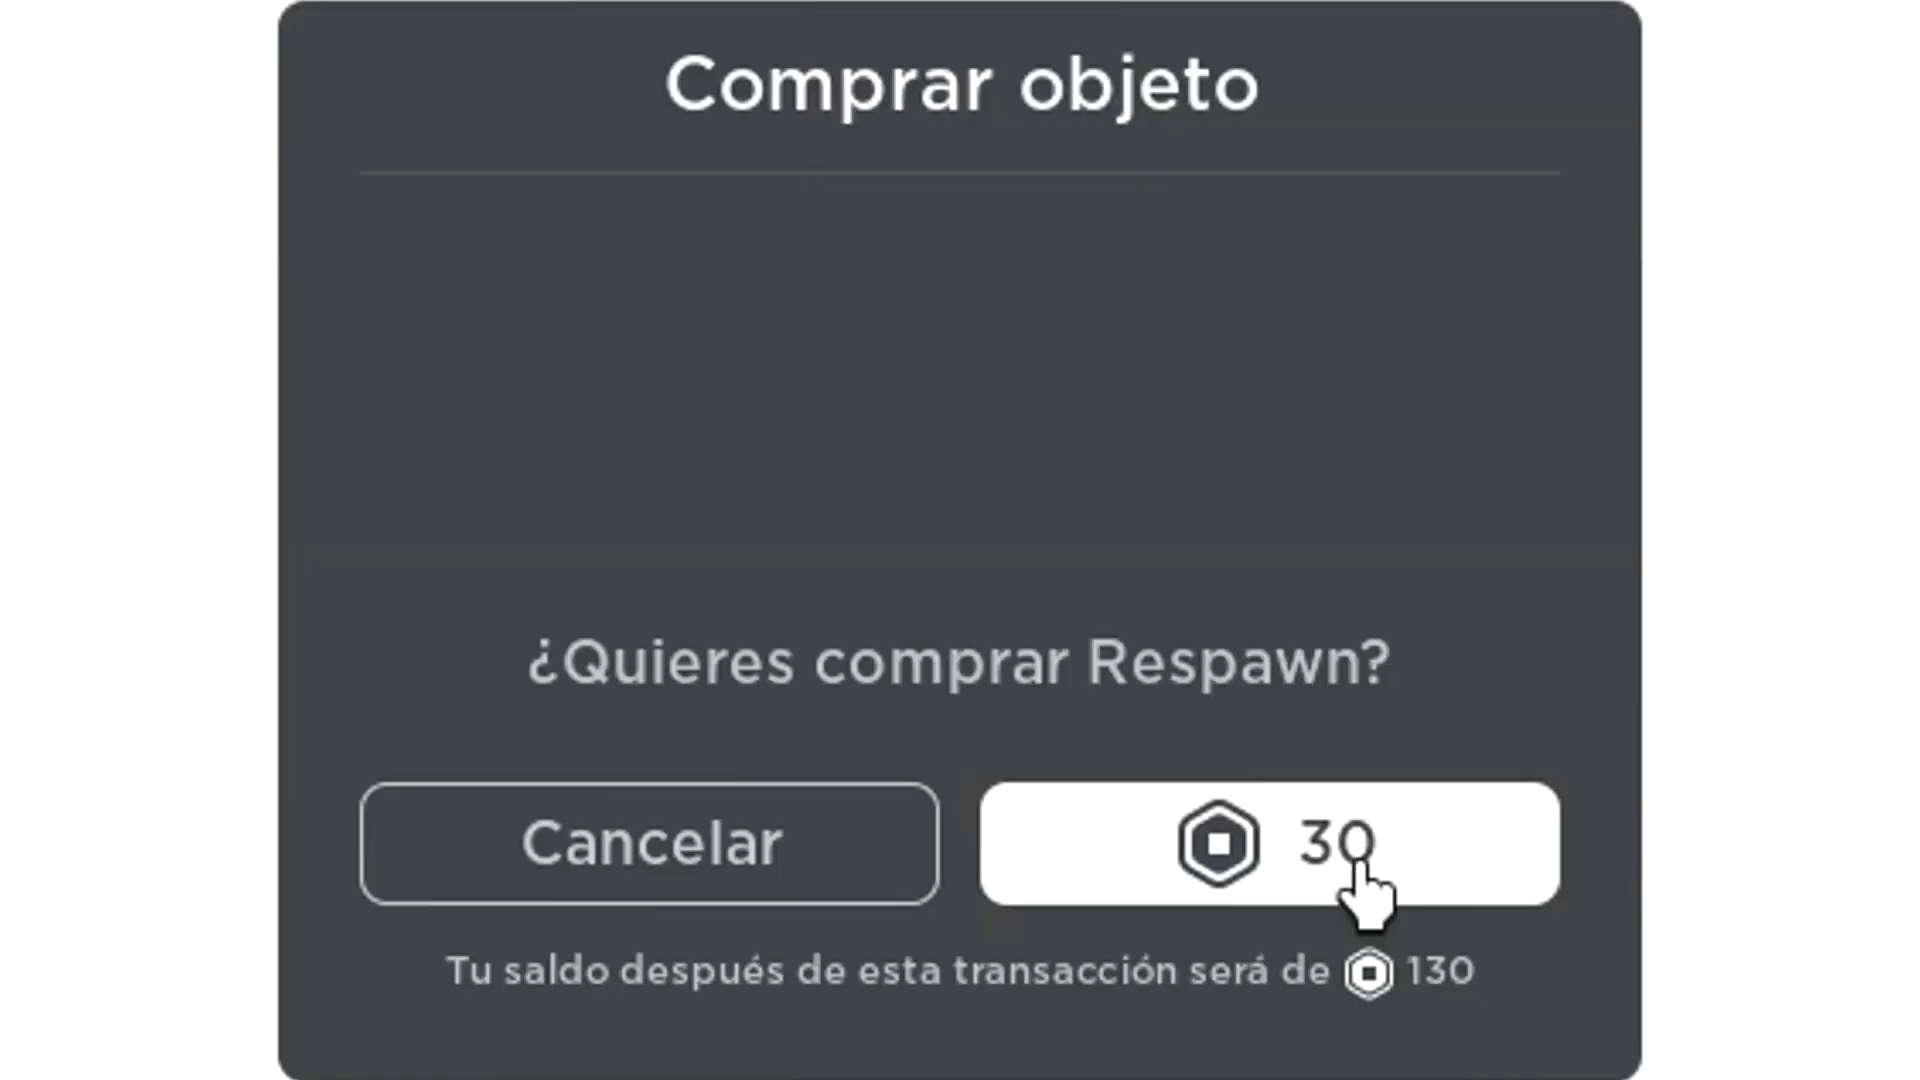 Comprar objeto
¿Quieres comprar Respawn?
Cancelar
30
Tu saldo después de esta transacción será de 130